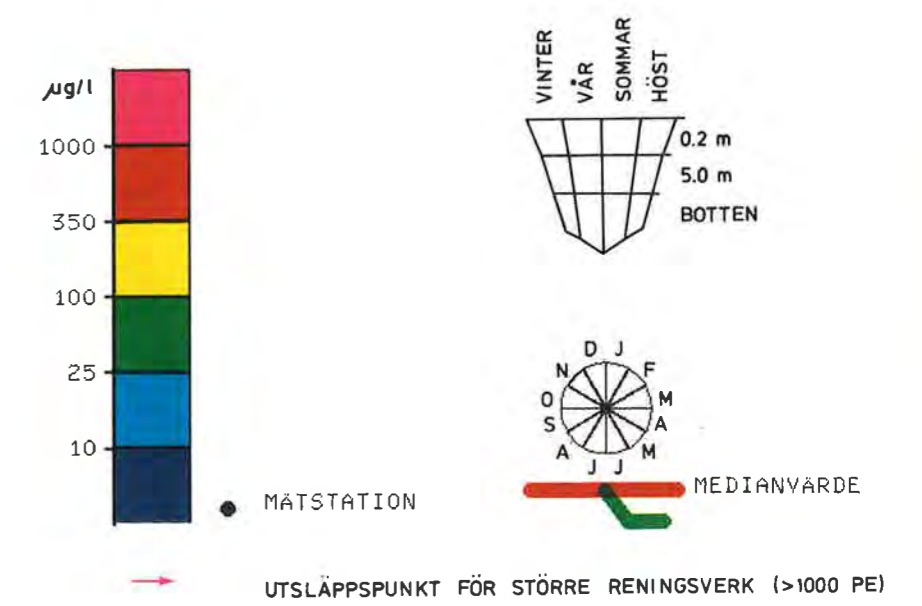 µg/l
1000
350
100
25
10
VINTER
VÅR
SOMMAR
HÖST
0.2 m
5.0 m
BOTTEN
D J
N F
O M
S A
A M
J J
MEDIANVÄRDE
MÄTSTATION
UTSLÄPPSPUNKT FÖR STÖRRE RENINGSVERK (>1000 PE)